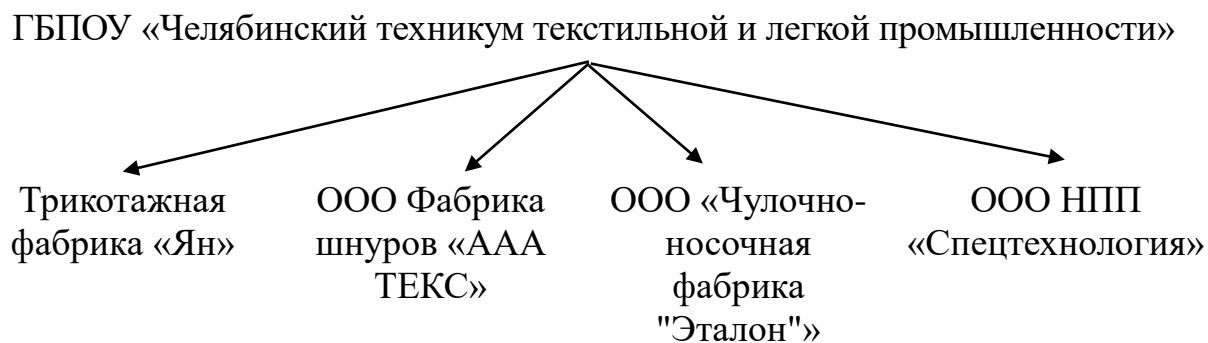 ГБПОУ «Челябинский техникум текстильной и легкой промышленности»
Трикотажная
фабрика «Ян»
ООО Фабрика
шнуров «ААА
ТЕКС»
ООО «Чулочно-
носочная
фабрика
"Эталон"»
ООО НПП
«Спецтехнология»